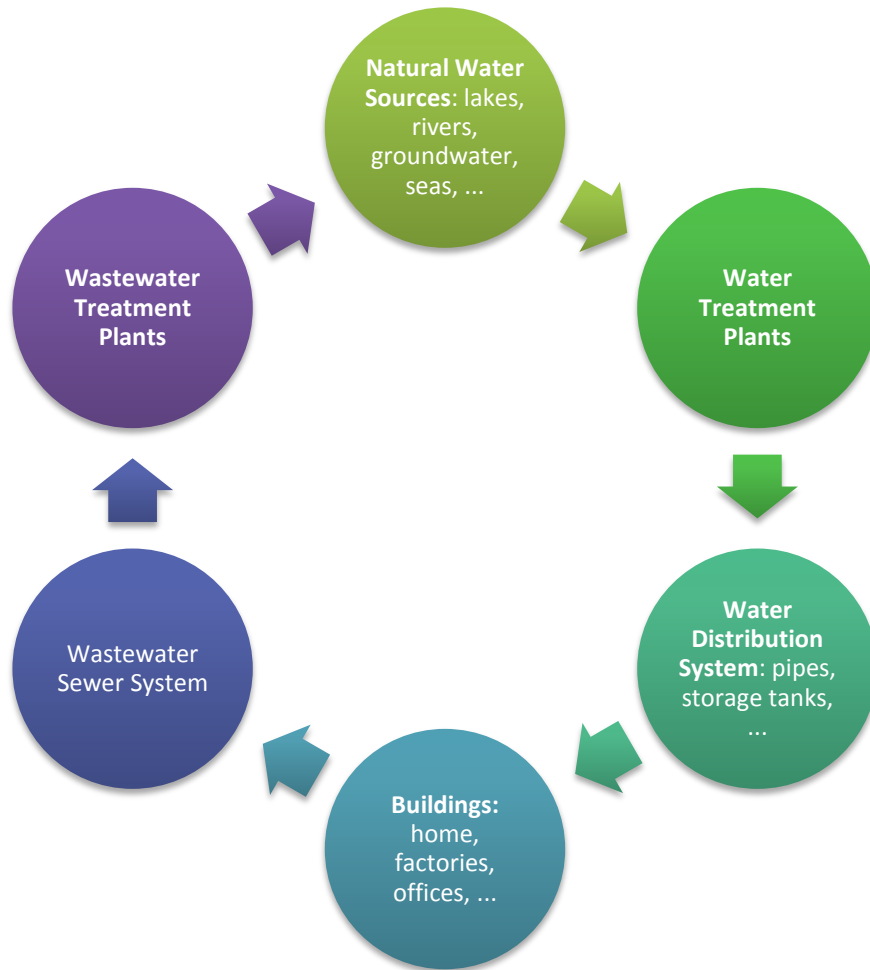 Natural Water
Sources: lakes,
rivers,
groundwater,
seas, ...
Water
Treatment
Plants
Water
Distribution
System: pipes,
storage tanks,
...
Buildings:
home,
factories,
offices, ...
Wastewater
Sewer System
Wastewater
Treatment
Plants